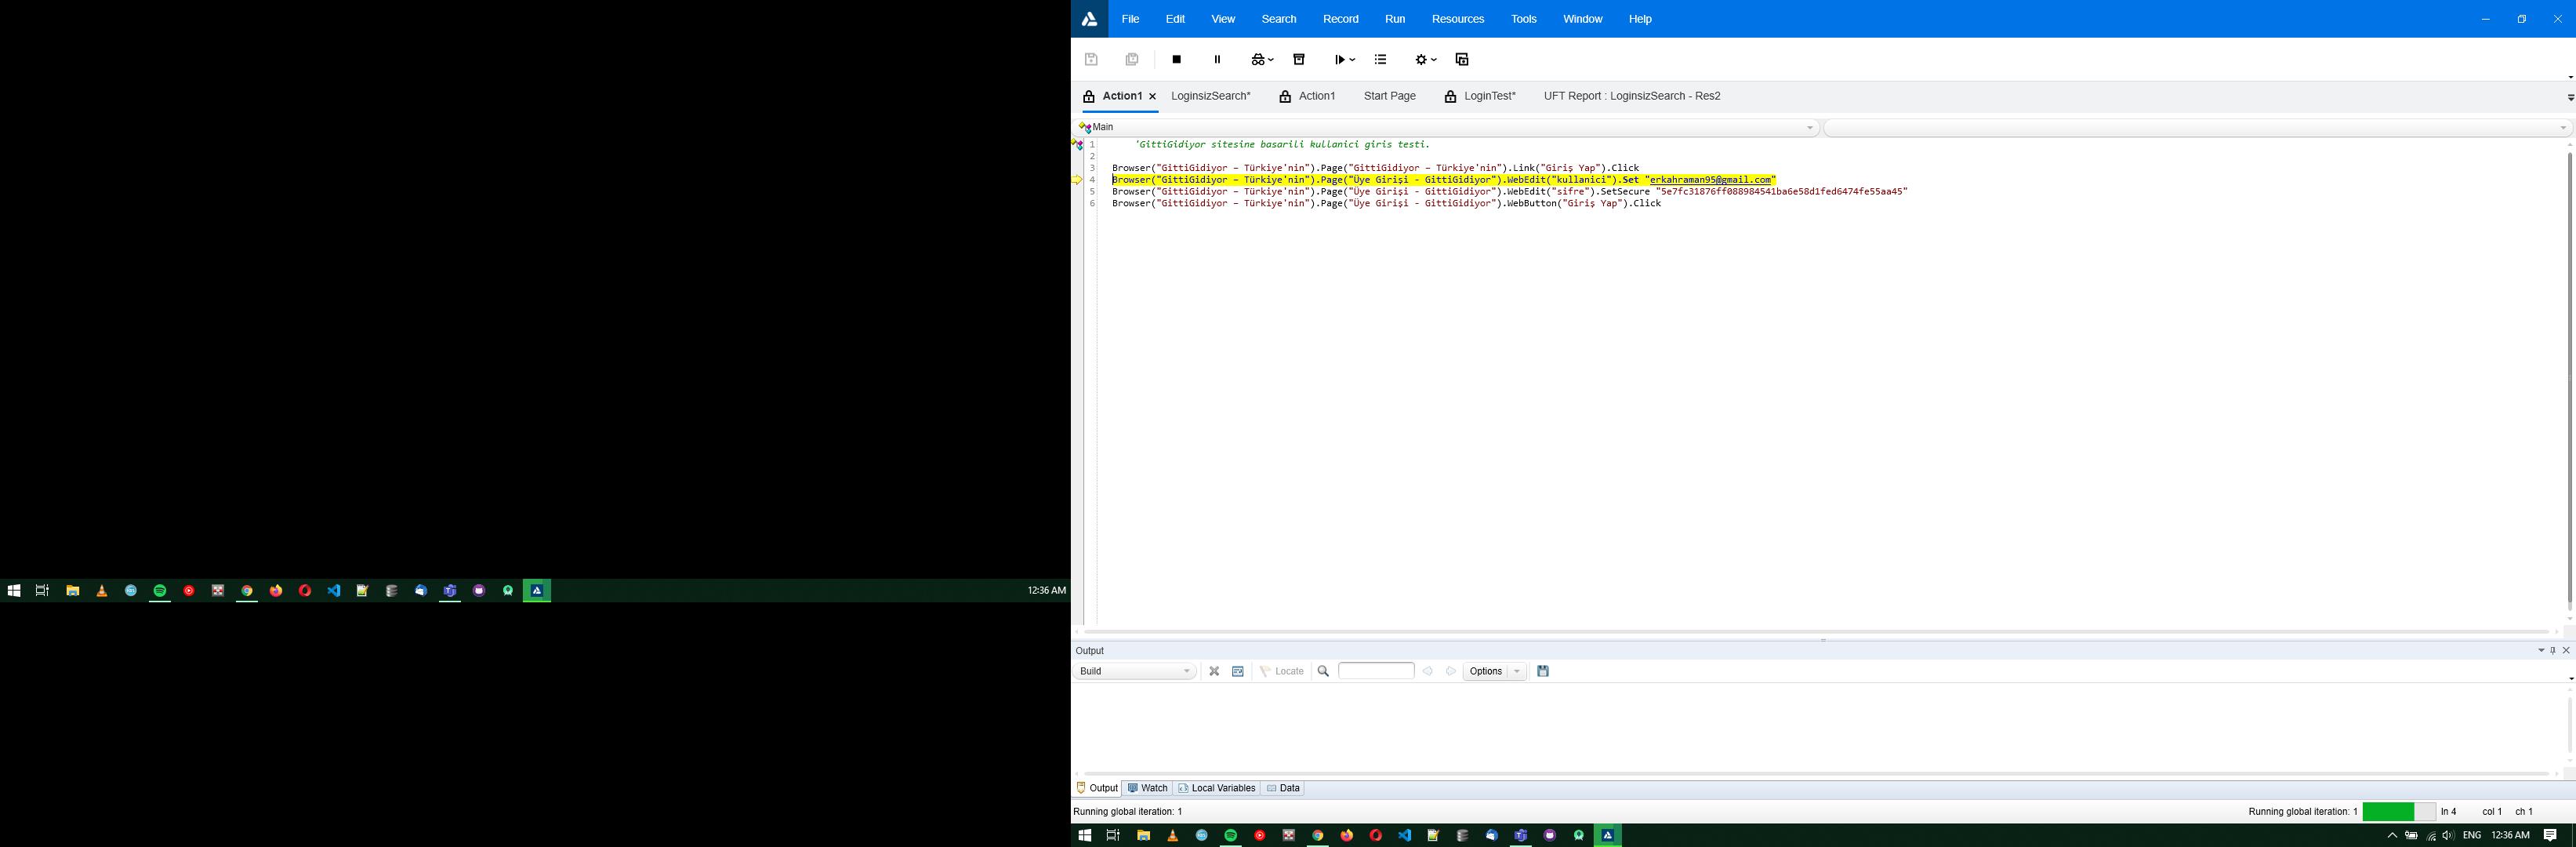 File Edit View Search Record Run Resources Tools Window Help
Action1 LoginsizSearch* Action1 Start Page LoginTest* UFT Report : LoginsizSearch - Res2
Main
1 'GittiGidiyor sitesine basarili kullanici giris testi.
2
3 Browser("GittiGidiyor – Türkiye'nin").Page("GittiGidiyor – Türkiye'nin").Link("Giriş Yap").Click
4 Browser("GittiGidiyor – Türkiye'nin").Page("Üye Girişi - GittiGidiyor").WebEdit("kullanici").Set "erkahraman95@gmail.com"
5 Browser("GittiGidiyor – Türkiye'nin").Page("Üye Girişi - GittiGidiyor").WebEdit("sifre").SetSecure "5e7fc31876ff088984541ba6e58d1fed6474fe55aa45"
6 Browser("GittiGidiyor – Türkiye'nin").Page("Üye Girişi - GittiGidiyor").WebButton("Giriş Yap").Click
12:36 AM
Output
Build Locate Options
Output Watch Local Variables Data
Running global iteration: 1 Running global iteration: 1 ln 4 col 1 ch 1
ENG 12:36 AM